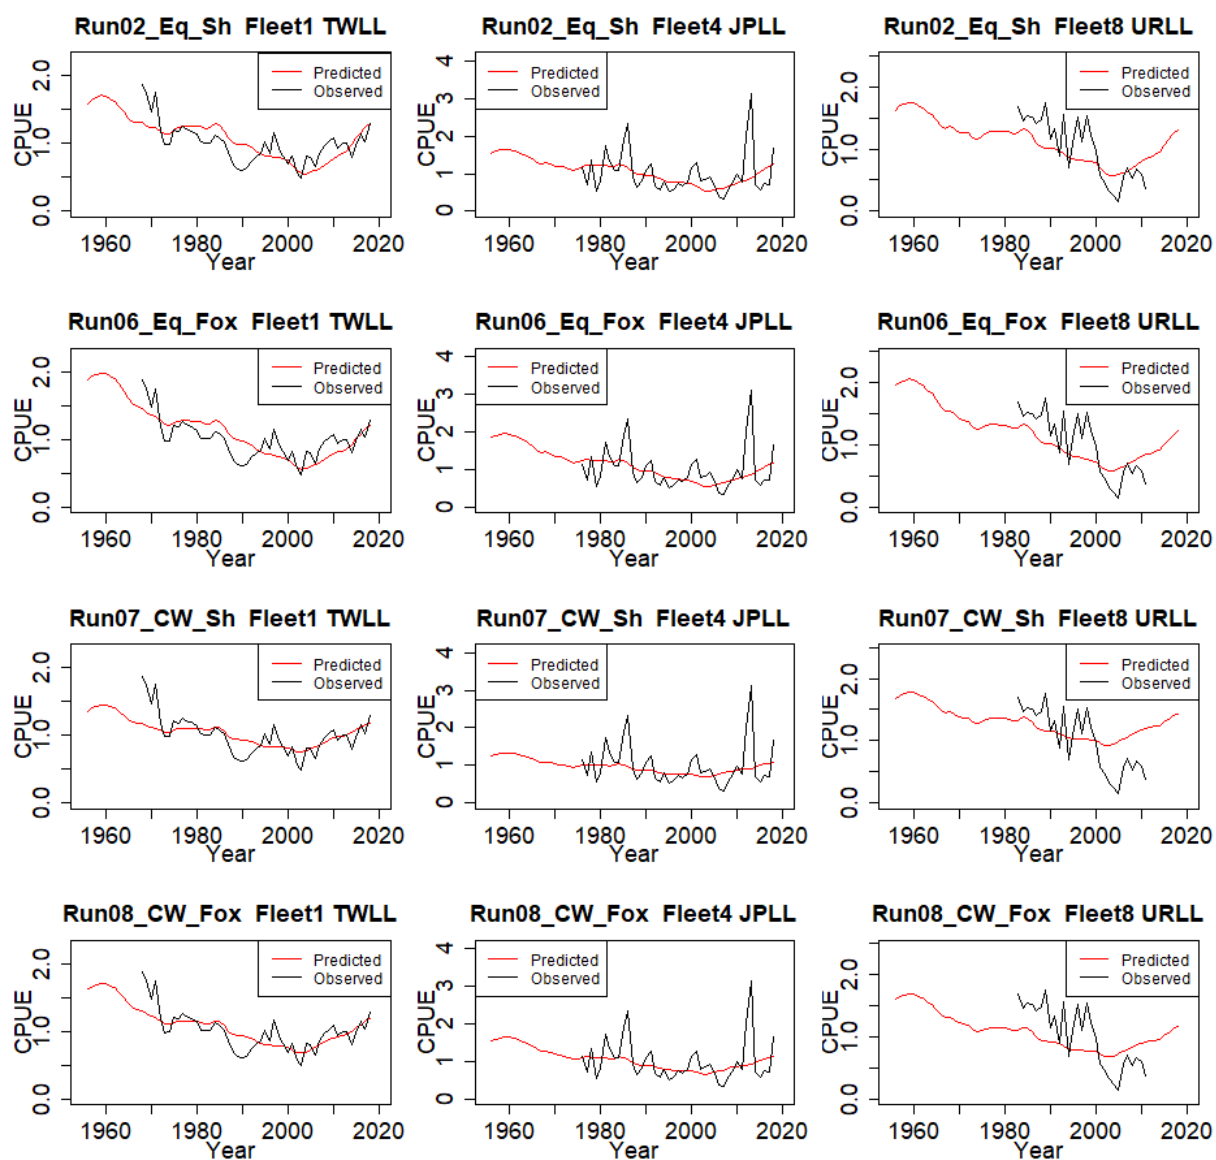 Run02_Eq_Sh Fleet1 TWLL
Predicted
Observed
CPUE
0.0 1.0 2.0
1960 1980 2000 2020
Year
Run02_Eq_Sh Fleet4 JPLL
Predicted
Observed
CPUE
0 1 2 3 4
1960 1980 2000 2020
Year
Run02_Eq_Sh Fleet8 URLL
Predicted
Observed
CPUE
0.0 1.0 2.0
1960 1980 2000 2020
Year
Run06_Eq_Fox Fleet1 TWLL
Predicted
Observed
CPUE
0.0 1.0 2.0
1960 1980 2000 2020
Year
Run06_Eq_Fox Fleet4 JPLL
Predicted
Observed
CPUE
0 1 2 3 4
1960 1980 2000 2020
Year
Run06_Eq_Fox Fleet8 URLL
Predicted
Observed
CPUE
0.0 1.0 2.0
1960 1980 2000 2020
Year
Run07_CW_Sh Fleet1 TWLL
Predicted
Observed
CPUE
0.0 1.0 2.0
1960 1980 2000 2020
Year
Run07_CW_Sh Fleet4 JPLL
Predicted
Observed
CPUE
0 1 2 3 4
1960 1980 2000 2020
Year
Run07_CW_Sh Fleet8 URLL
Predicted
Observed
CPUE
0.0 1.0 2.0
1960 1980 2000 2020
Year
Run08_CW_Fox Fleet1 TWLL
Predicted
Observed
CPUE
0.0 1.0 2.0
1960 1980 2000 2020
Year
Run08_CW_Fox Fleet4 JPLL
Predicted
Observed
CPUE
0 1 2 3 4
1960 1980 2000 2020
Year
Run08_CW_Fox Fleet8 URLL
Predicted
Observed
CPUE
0.0 1.0 2.0
1960 1980 2000 2020
Year